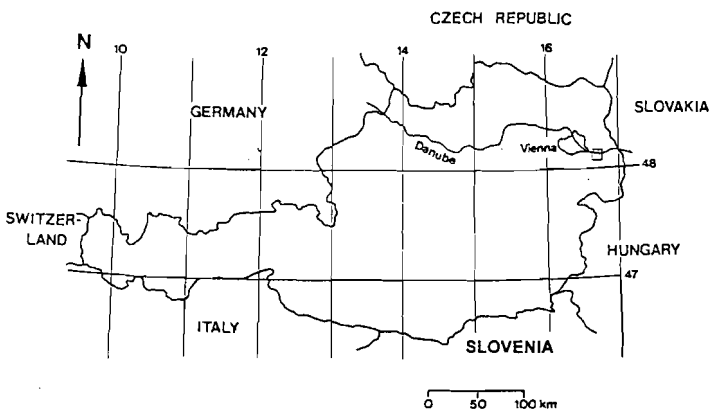 CZECH REPUBLIC
N
10
12
14
16
GERMANY
SLOVAKIA
Danube
Vienna
48
SWITZER-
LAND
HUNGARY
47
ITALY
SLOVENIA
0 50 100 km